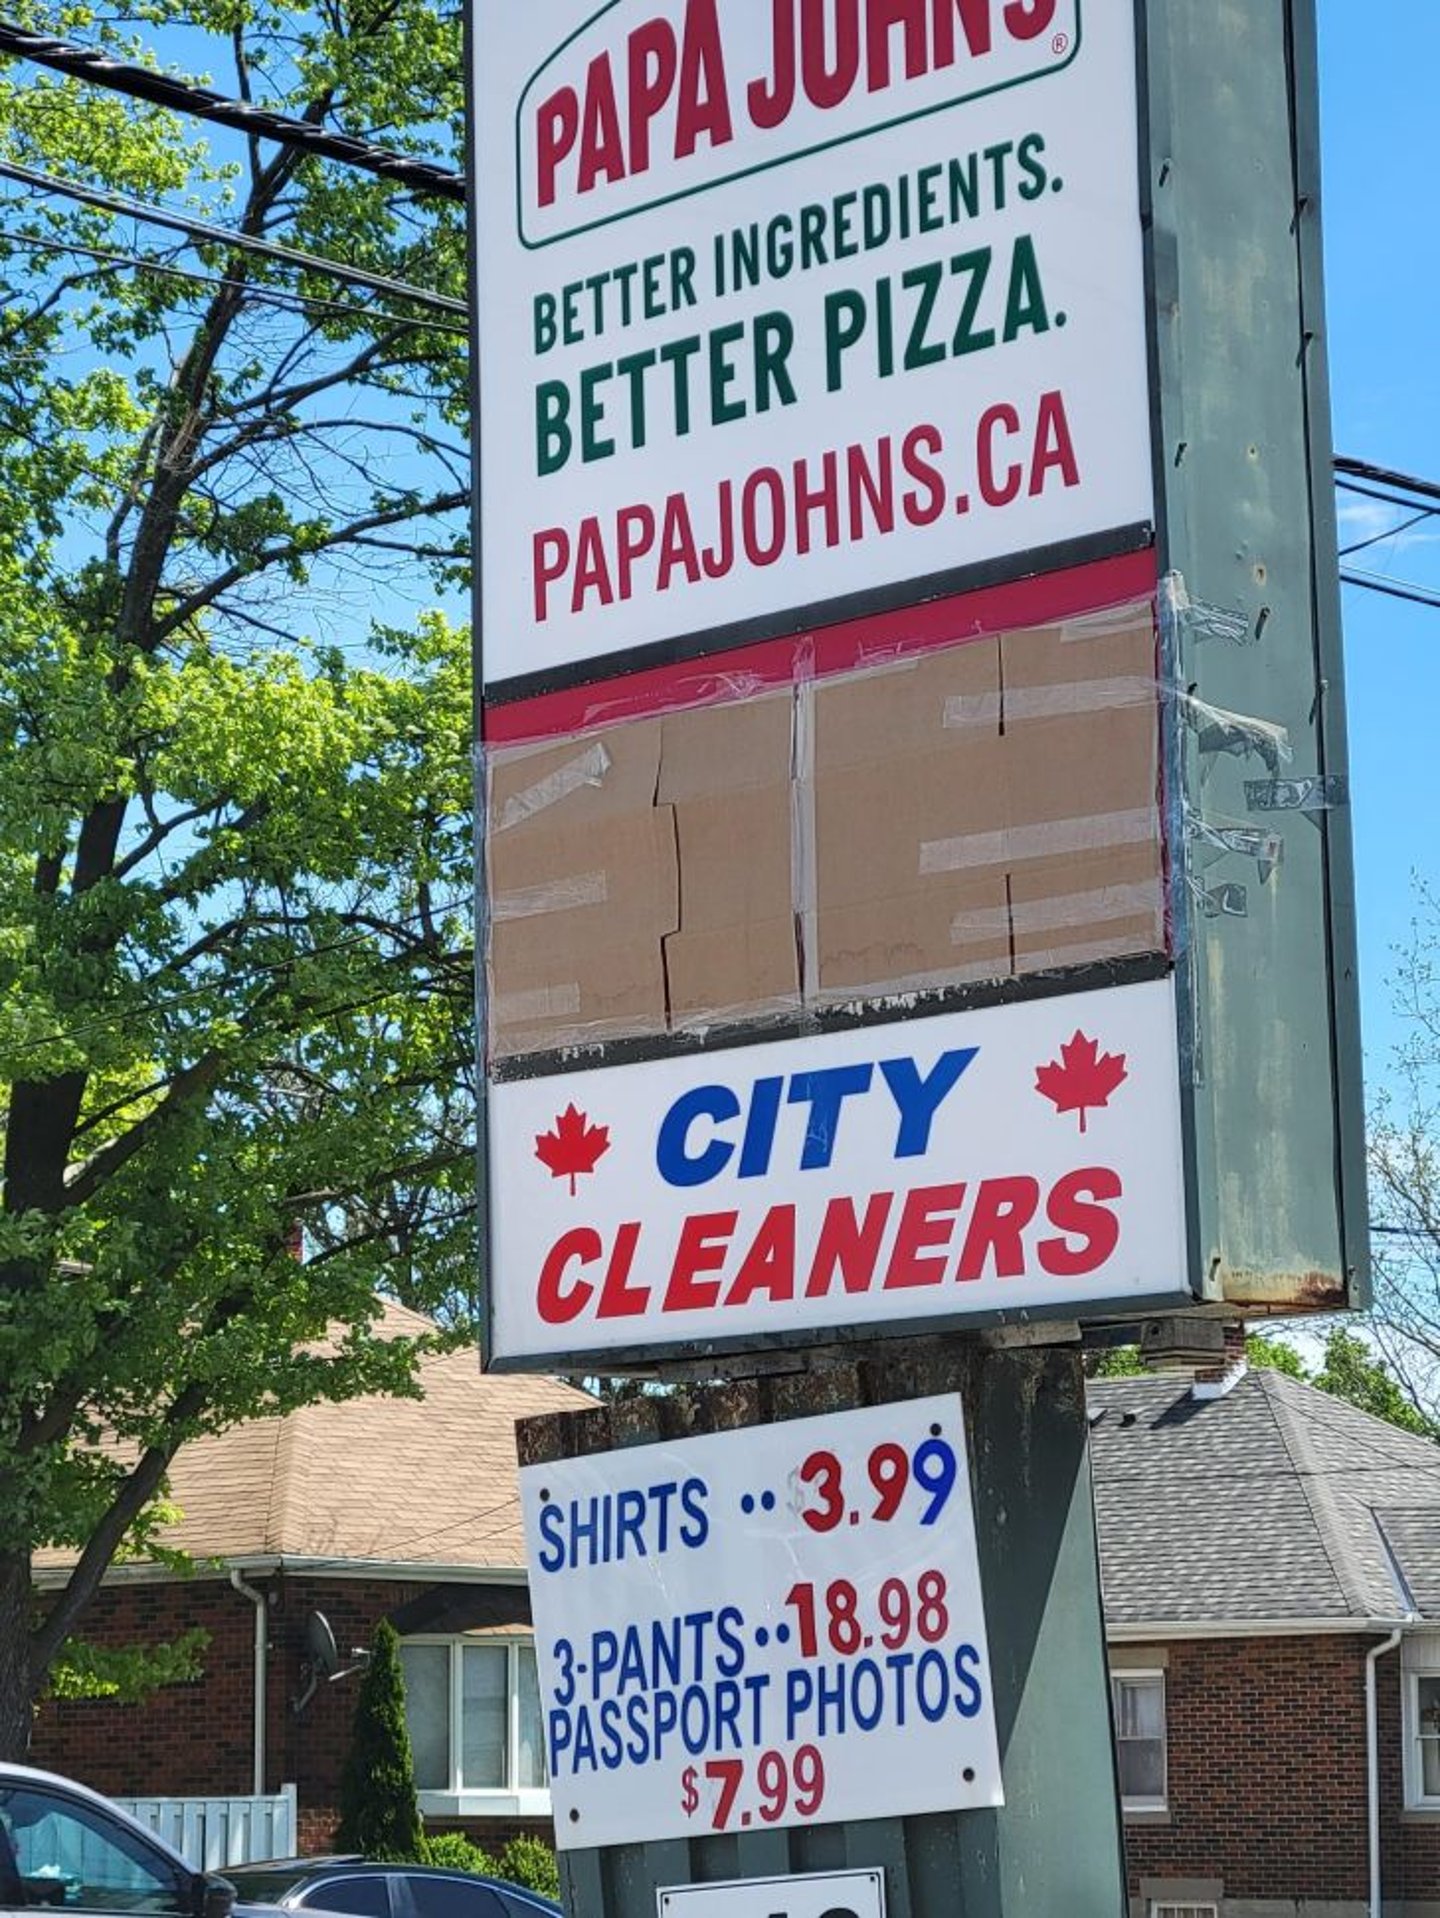 PAPA JOHNS
®
BETTER INGREDIENTS.
BETTER PIZZA.
PAPAJOHNS.CA
CITY
CLEANERS
SHIRTS ·· $3.99
3-PANTS ··18.98
PASSPORT PHOTOS
$7.99